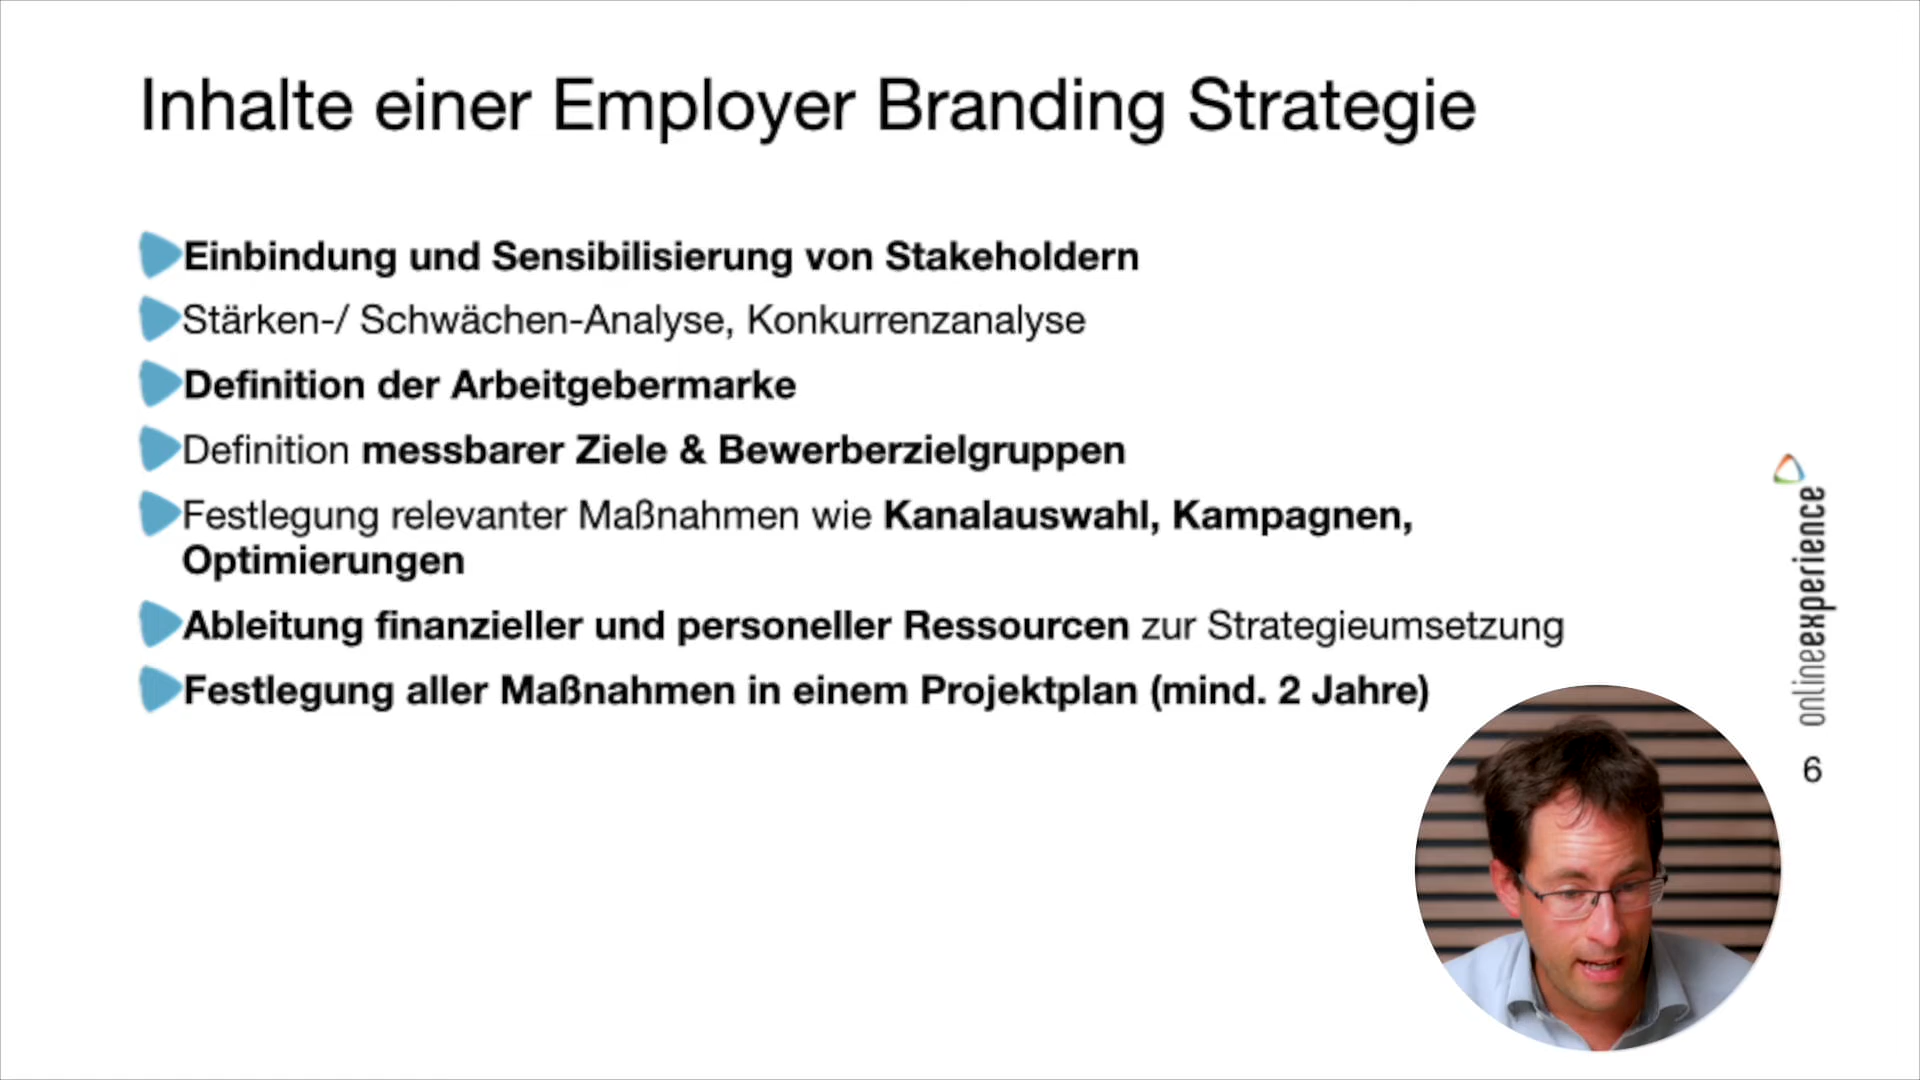 Inhalte einer Employer Branding Strategie
Einbindung und Sensibilisierung von Stakeholdern
Stärken-/ Schwächen-Analyse, Konkurrenzanalyse
Definition der Arbeitgebermarke
Definition messbarer Ziele & Bewerberzielgruppen
Festlegung relevanter Maßnahmen wie Kanalauswahl, Kampagnen,
Optimierungen
Ableitung finanzieller und personeller Ressourcen zur Strategieumsetzung
Festlegung aller Maßnahmen in einem Projektplan (mind. 2 Jahre)
onlineexperience
6